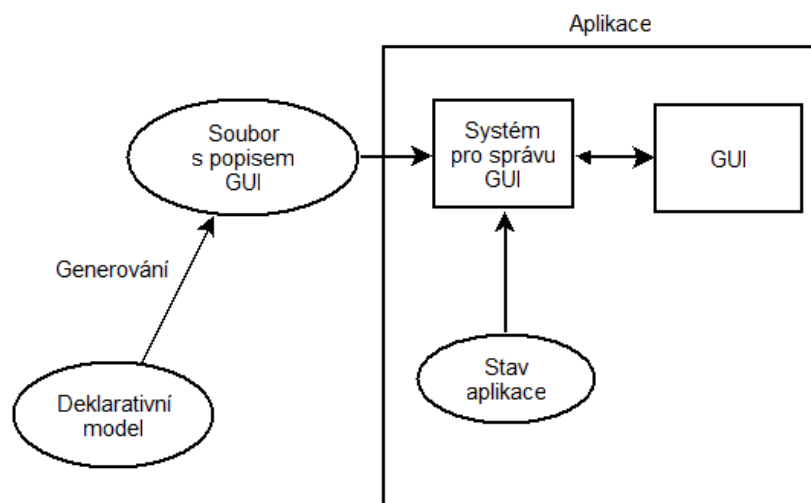 Aplikace
Soubor
s popisem
GUI
Systém
pro správu
GUI
GUI
Generování
Stav
aplikace
Deklarativní
model